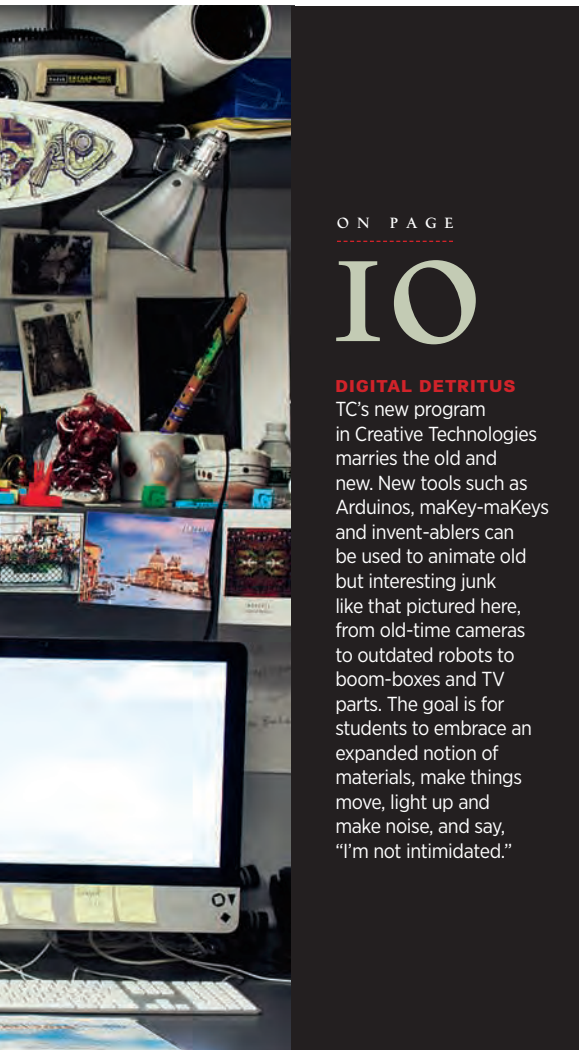 ON PAGE
10
DIGITAL DETRITUS
TC’s new program
in Creative Technologies
marries the old and
new. New tools such as
Arduinos, maKey-maKeys
and invent-ablers can
be used to animate old
but interesting junk
like that pictured here,
from old-time cameras
to outdated robots to
boom-boxes and TV
parts. The goal is for
students to embrace an
expanded notion of
materials, make things
move, light up and
make noise, and say,
“I’m not intimidated.”